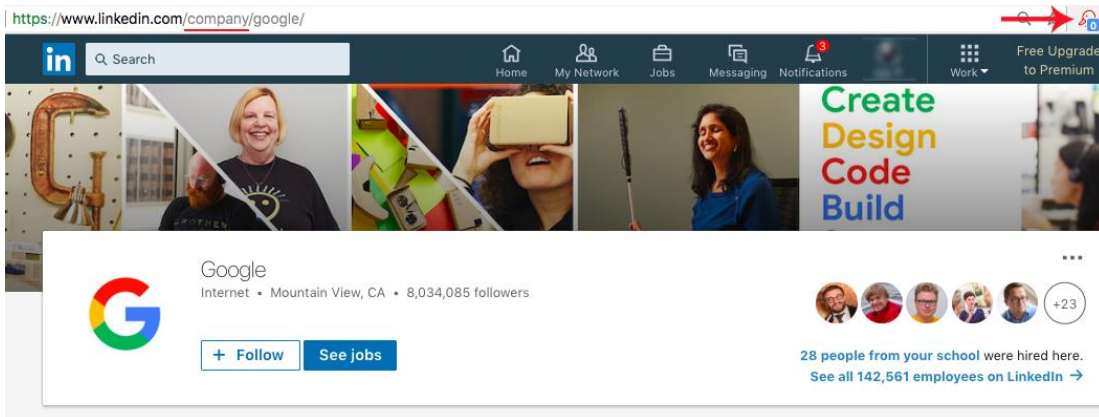 https://www.linkedin.com/company/google/
0
in
Search
Home
My Network
Jobs
Messaging
3
Notifications
Work
Free Upgrade
to Premium
Create
Design
Code
Build
Google
Internet • Mountain View, CA • 8,034,085 followers
+ Follow
See jobs
+23
28 people from your school were hired here.
See all 142,561 employees on LinkedIn →